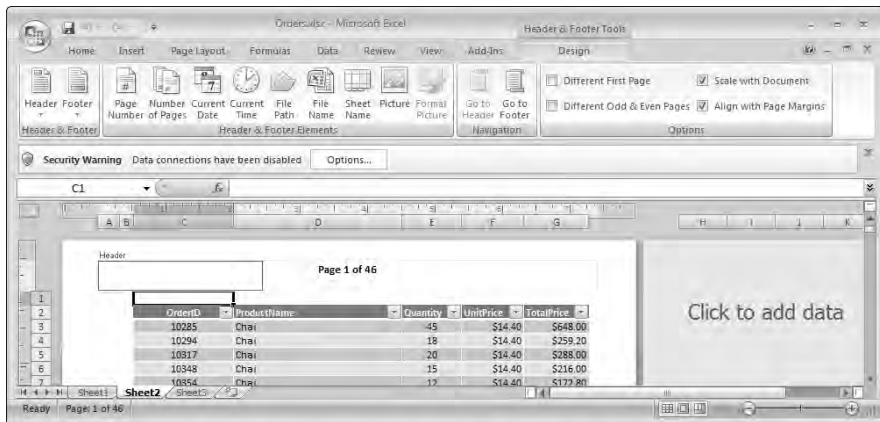 Orders.xlsx - Microsoft Excel
Header & Footer Tools
Home Insert Page Layout Formulas Data Review View Add-Ins Design
Header Footer
Page Number
Number of Pages
Current Date
Current Time
File Path
File Name
Sheet Name
Picture
Format Picture
Go to Header
Go to Footer
Different First Page
Scale with Document
Different Odd & Even Pages
Align with Page Margins
Header & Footer
Header & Footer Elements
Navigation
Options
Security Warning Data connections have been disabled Options...
C1 fx
A B C D E F G H I J K
Header
Page 1 of 46
1
2 OrderID ProductName Quantity UnitPrice TotalPrice
3 10285 Chai 45 $14.40 $648.00
4 10294 Chai 18 $14.40 $259.20
5 10317 Chai 20 $14.40 $288.00
6 10348 Chai 15 $14.40 $216.00
7 10354 Chai 12 $14.40 $172.80
Click to add data
Sheet1 Sheet2 Sheet3
Ready Page: 1 of 46